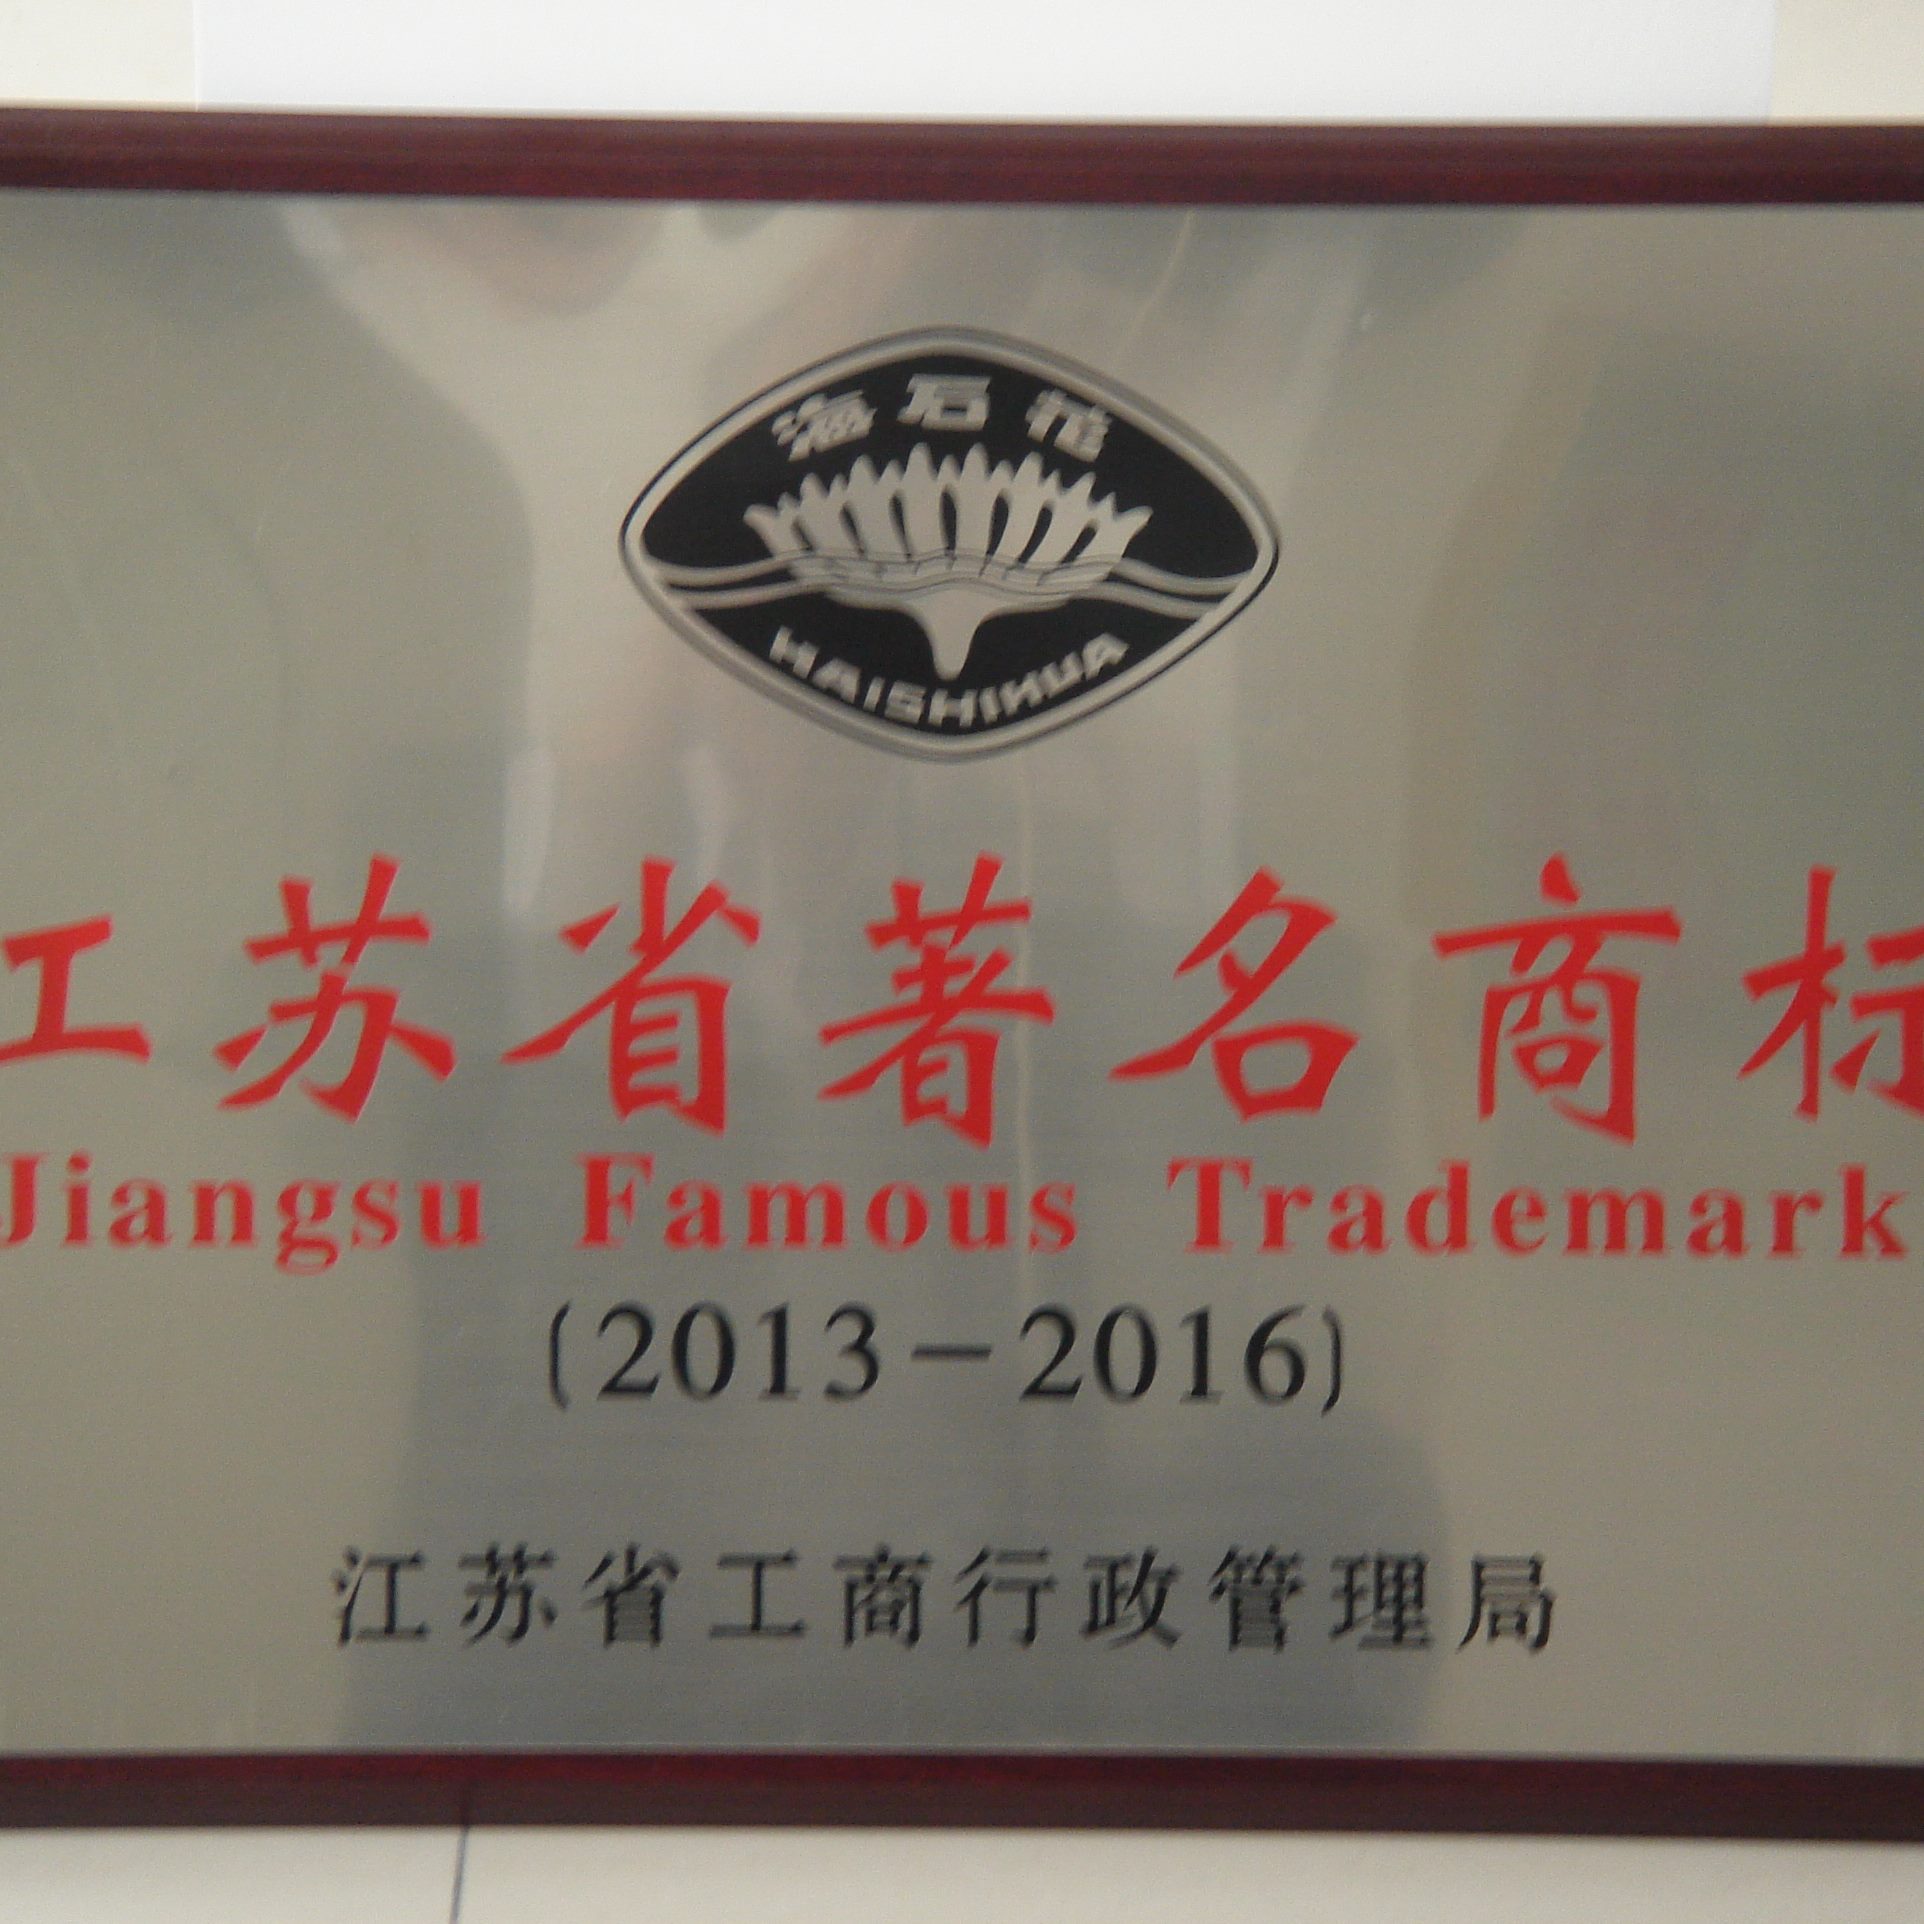 海石花
HAISHIHUA
江苏省著名商标
Jiangsu Famous Trademark
(2013-2016)
江苏省工商行政管理局